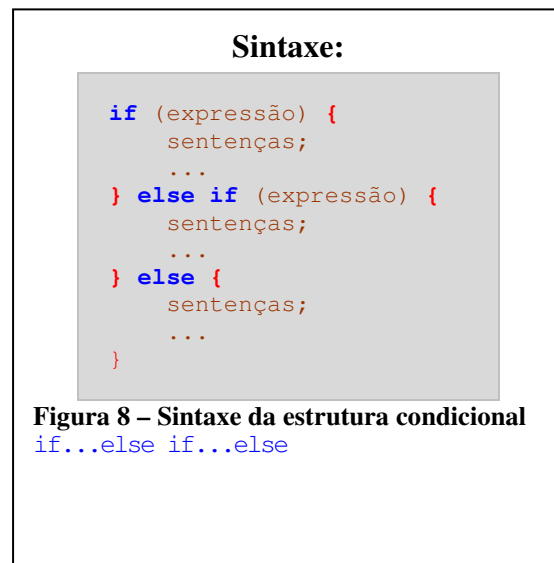 Sintaxe:
if (expressão) {
sentenças;
...
} else if (expressão) {
sentenças;
...
} else {
sentenças;
...
}
Figura 8 – Sintaxe da estrutura condicional
if...else if...else